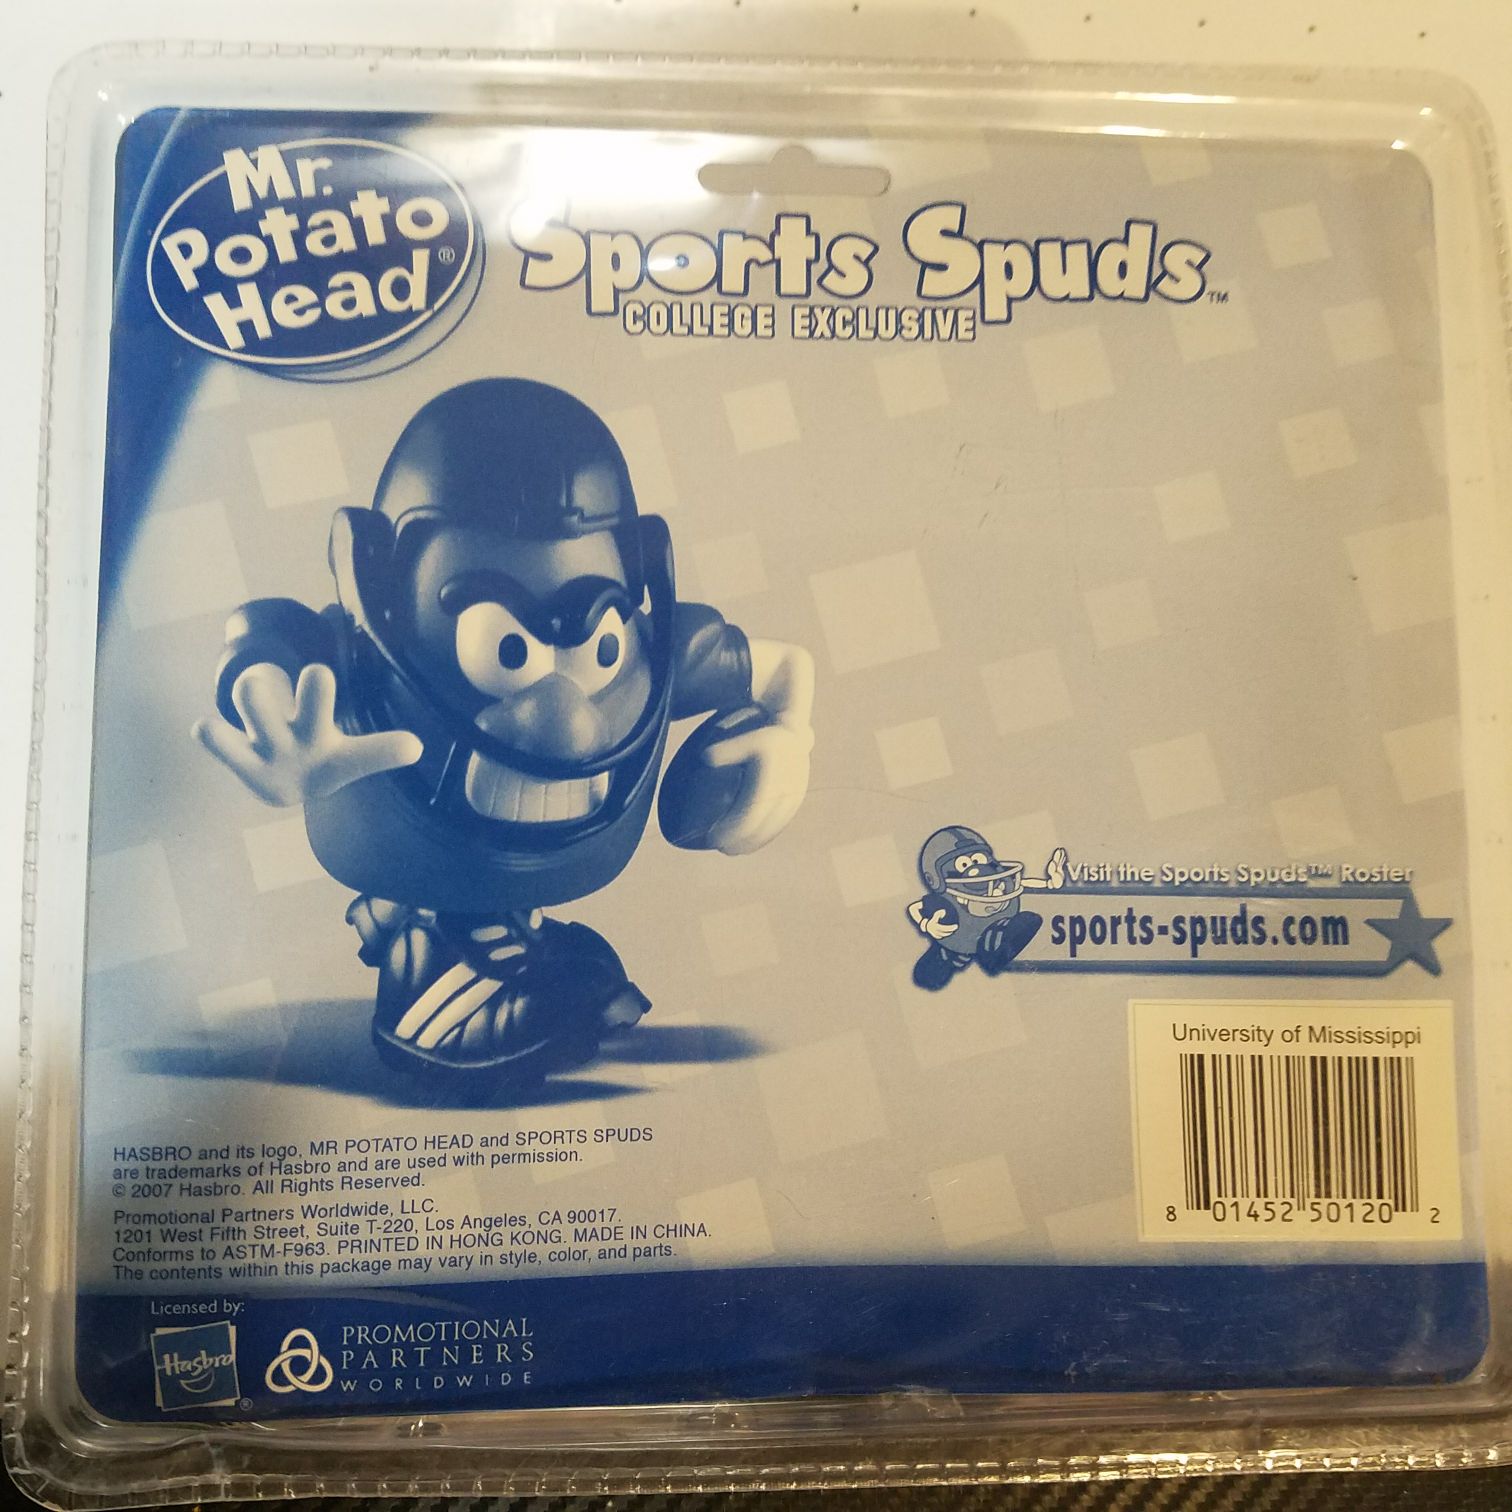 Mr.
Potato
Head®
Sports Spuds™
COLLEGE EXCLUSIVE
Visit the Sports Spuds™ Roster
sports-spuds.com
University of Mississippi
8 01452 50120 2
HASBRO and its logo, MR POTATO HEAD and SPORTS SPUDS
are trademarks of Hasbro and are used with permission.
© 2007 Hasbro. All Rights Reserved.
Promotional Partners Worldwide, LLC.
1201 West Fifth Street, Suite T-220, Los Angeles, CA 90017.
Conforms to ASTM-F963. PRINTED IN HONG KONG. MADE IN CHINA.
The contents within this package may vary in style, color, and parts.
Licensed by:
Hasbro®
PROMOTIONAL
PARTNERS
WORLDWIDE